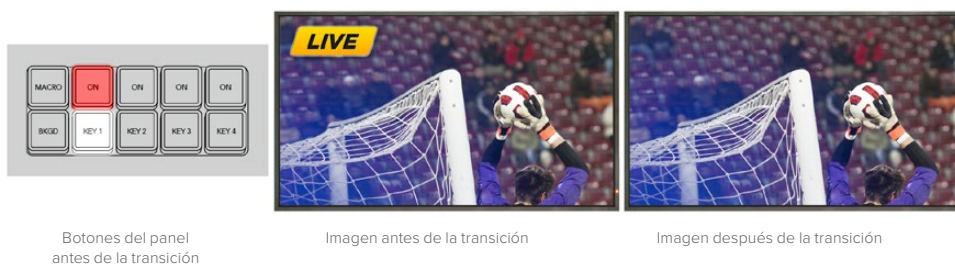 MACRO ON ON ON ON
BKGD KEY 1 KEY 2 KEY 3 KEY 4
LIVE
Botones del panel
antes de la transición
Imagen antes de la transición
Imagen después de la transición